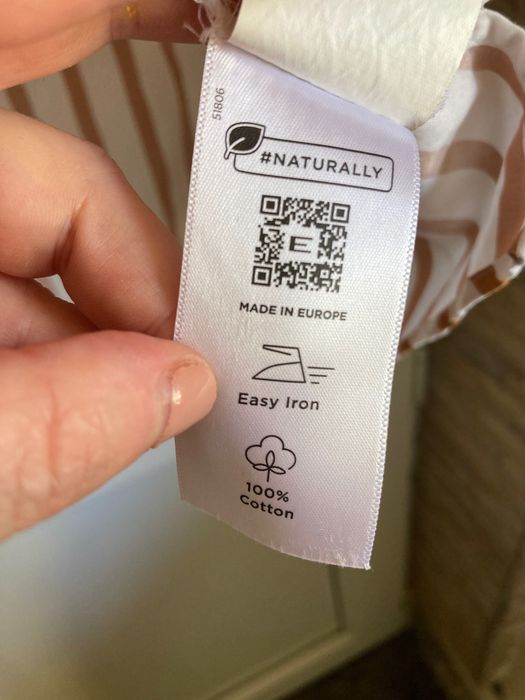 51806
#NATURALLY
E
MADE IN EUROPE
Easy Iron
100%
Cotton